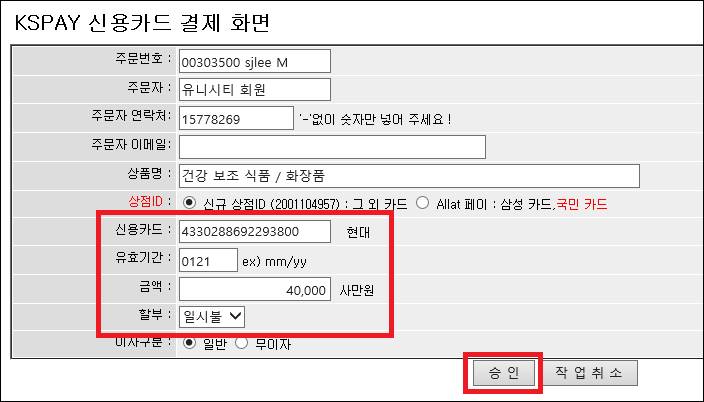 KSPAY 신용카드 결제 화면
주문번호 : 00303500 sjlee M
주문자 : 유니시티 회원
주문자 연락처: 15778269 '-'없이 숫자만 넣어 주세요 !
주문자 이메일:
상품명 : 건강 보조 식품 / 화장품
상점ID : 신규 상점ID (2001104957) : 그 외 카드 Allat 페이 : 삼성 카드,국민 카드
신용카드 : 4330288692293800 현대
유효기간 : 0121 ex) mm/yy
금액 : 40,000 사만원
할부 : 일시불
이자구분 : 일반 무이자
승 인 작 업 취 소